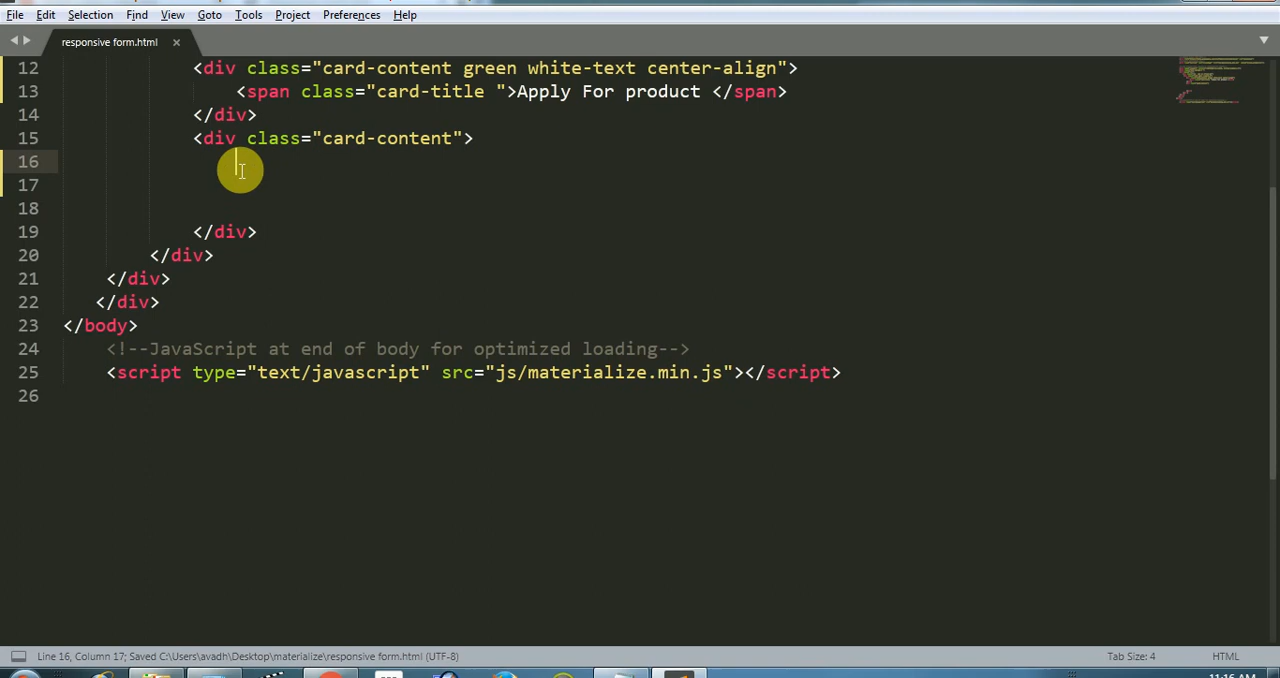 File Edit Selection Find View Goto Tools Project Preferences Help
responsive form.html ×
12 <div class="card-content green white-text center-align">
13 <span class="card-title ">Apply For product </span>
14 </div>
15 <div class="card-content">
16
17
18
19 </div>
20 </div>
21 </div>
22 </div>
23 </body>
24 <!--JavaScript at end of body for optimized loading-->
25 <script type="text/javascript" src="js/materialize.min.js"></script>
26
Line 16, Column 17; Saved C:\Users\avadh\Desktop\materialize\responsive form.html (UTF-8) Tab Size: 4 HTML
11:16 AM